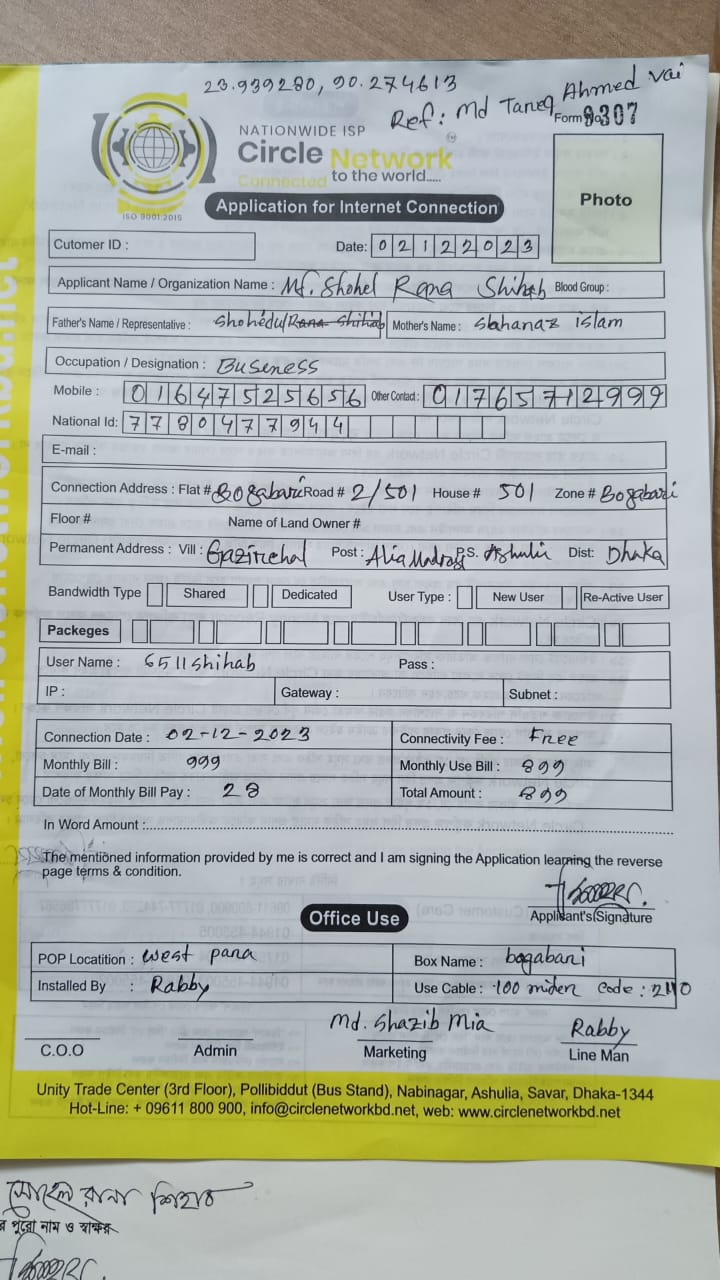 23.939280, 90.274613
Ref: Md Tareq Ahmed vai
Form No 9307
NATIONWIDE ISP
Circle Network
Connected to the world.....
ISO 9001:2015
Application for Internet Connection
Photo
Cutomer ID :
Date: 02122023
Applicant Name / Organization Name : Md. Shohel Rana Shihab Blood Group :
Father's Name / Representative : Shohedul Rana Shihab Mother's Name : Shahanaz islam
Occupation / Designation : Business
Mobile : 01647525656 Other Contact : 01765712999
National Id: 7780477944
E-mail :
Connection Address : Flat # Bogabari Road # 2/501 House # 501 Zone # Bogabari
Floor # Name of Land Owner #
Permanent Address : Vill : Gazirchal Post : Alia Madrasa P.S. Ashulia Dist: Dhaka
Bandwidth Type Shared Dedicated User Type : New User Re-Active User
Packeges
User Name : 6511shihab Pass :
IP : Gateway : Subnet :
Connection Date : 02-12-2023 Connectivity Fee : Free
Monthly Bill : 999 Monthly Use Bill : 899
Date of Monthly Bill Pay : 28 Total Amount : 899
In Word Amount :
The mentioned information provided by me is correct and I am signing the Application learning the reverse
page terms & condition.
Applicant's Signature
Office Use
POP Locatition : west para Box Name : bogabari
Installed By : Rabby Use Cable : 100 miter Code : 2110
Md. Shazib Mia Rabby
C.O.O Admin Marketing Line Man
Unity Trade Center (3rd Floor), Pollibiddut (Bus Stand), Nabinagar, Ashulia, Savar, Dhaka-1344
Hot-Line: + 09611 800 900, info@circlenetworkbd.net, web: www.circlenetworkbd.net
সোহেল রানা শিহাব
র পুরো নাম ও স্বাক্ষর